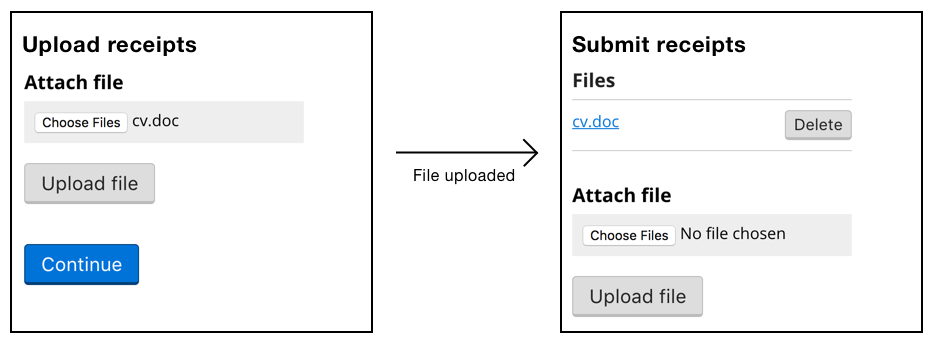 Upload receipts
Attach file
Choose Files cv.doc
Upload file
Continue
File uploaded
Submit receipts
Files
cv.doc Delete
Attach file
Choose Files No file chosen
Upload file